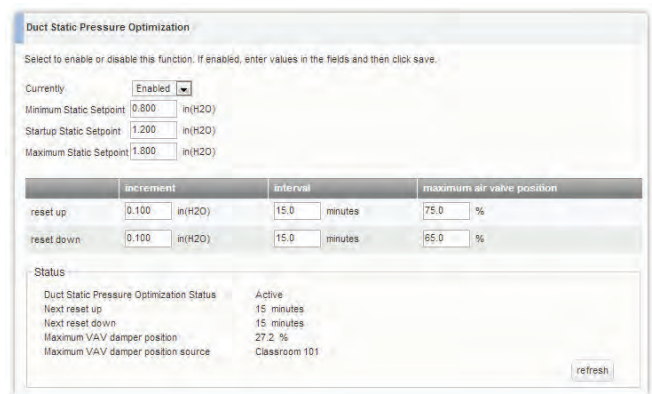 Duct Static Pressure Optimization
Select to enable or disable this function. If enabled, enter values in the fields and then click save.
Currently Enabled
Minimum Static Setpoint 0.800 in(H2O)
Startup Static Setpoint 1.200 in(H2O)
Maximum Static Setpoint 1.800 in(H2O)
increment interval maximum air valve position
reset up 0.100 in(H2O) 15.0 minutes 75.0 %
reset down 0.100 in(H2O) 15.0 minutes 65.0 %
Status
Duct Static Pressure Optimization Status Active
Next reset up 15 minutes
Next reset down 15 minutes
Maximum VAV damper position 27.2 %
Maximum VAV damper position source Classroom 101
refresh